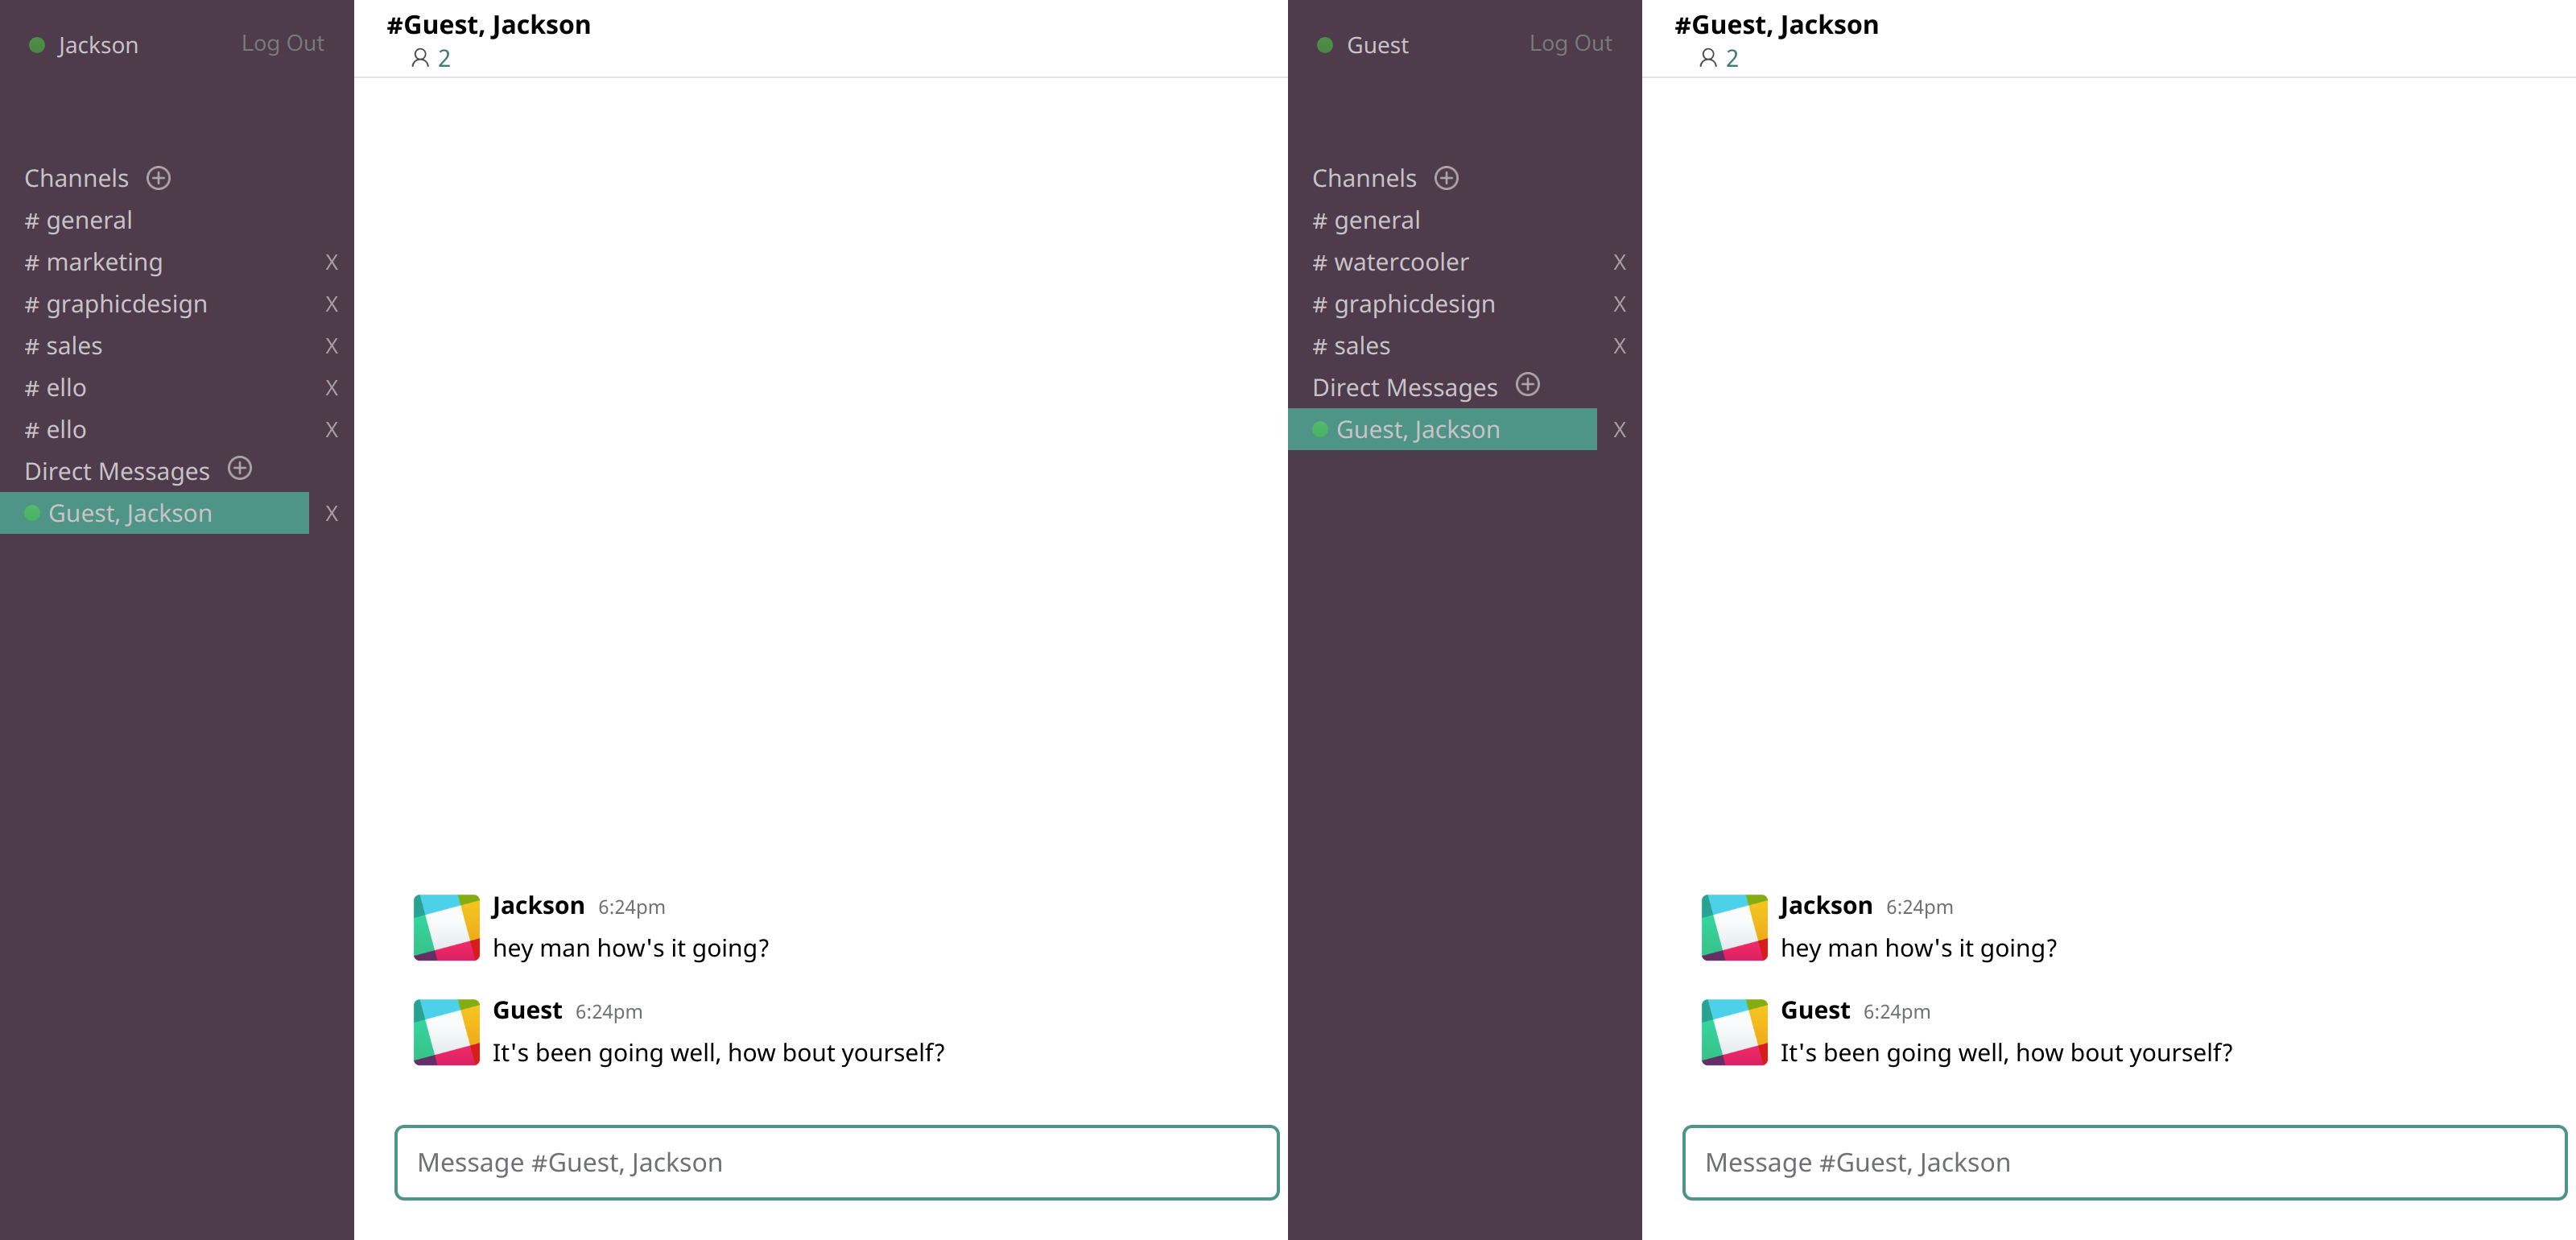 Jackson Log Out
Channels
# general
# marketing X
# graphicdesign X
# sales X
# ello X
# ello X
Direct Messages
Guest, Jackson X
#Guest, Jackson
2
Jackson 6:24pm
hey man how's it going?
Guest 6:24pm
It's been going well, how bout yourself?
Message #Guest, Jackson
Guest Log Out
Channels
# general
# watercooler X
# graphicdesign X
# sales X
Direct Messages
Guest, Jackson X
#Guest, Jackson
2
Jackson 6:24pm
hey man how's it going?
Guest 6:24pm
It's been going well, how bout yourself?
Message #Guest, Jackson